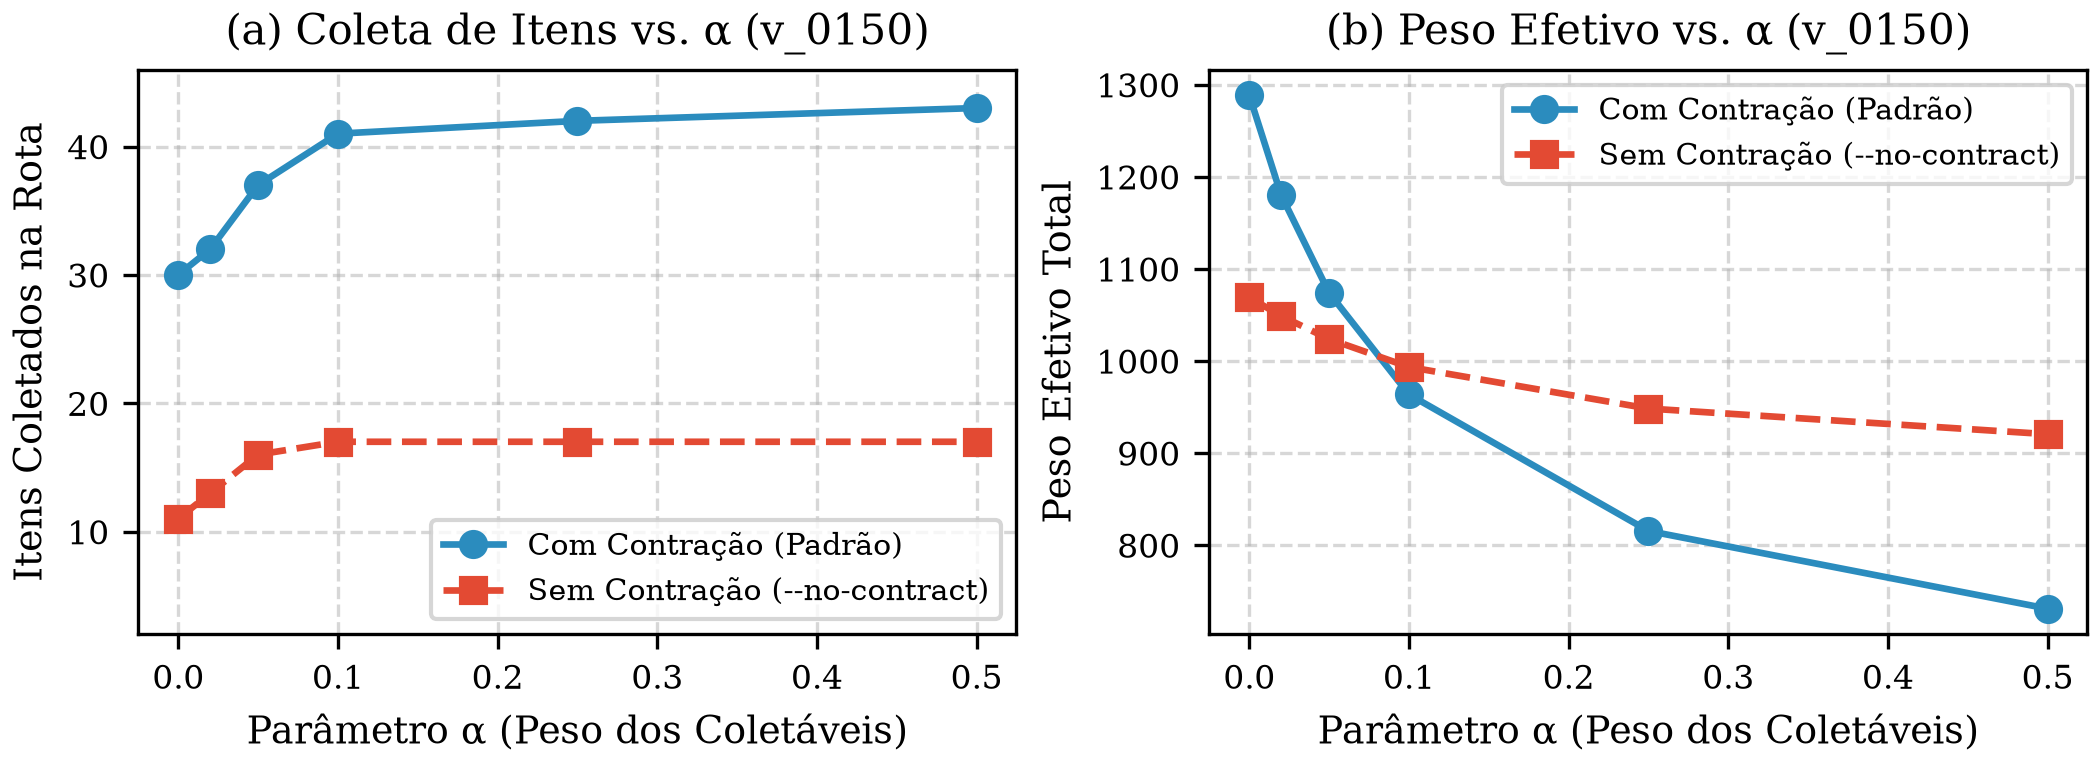 (a) Coleta de Itens vs. α (v_0150)
Itens Coletados na Rota
40
30
20
10
Com Contração (Padrão)
Sem Contração (--no-contract)
0.0 0.1 0.2 0.3 0.4 0.5
Parâmetro α (Peso dos Coletáveis)
(b) Peso Efetivo vs. α (v_0150)
Peso Efetivo Total
1300
1200
1100
1000
900
800
Com Contração (Padrão)
Sem Contração (--no-contract)
0.0 0.1 0.2 0.3 0.4 0.5
Parâmetro α (Peso dos Coletáveis)